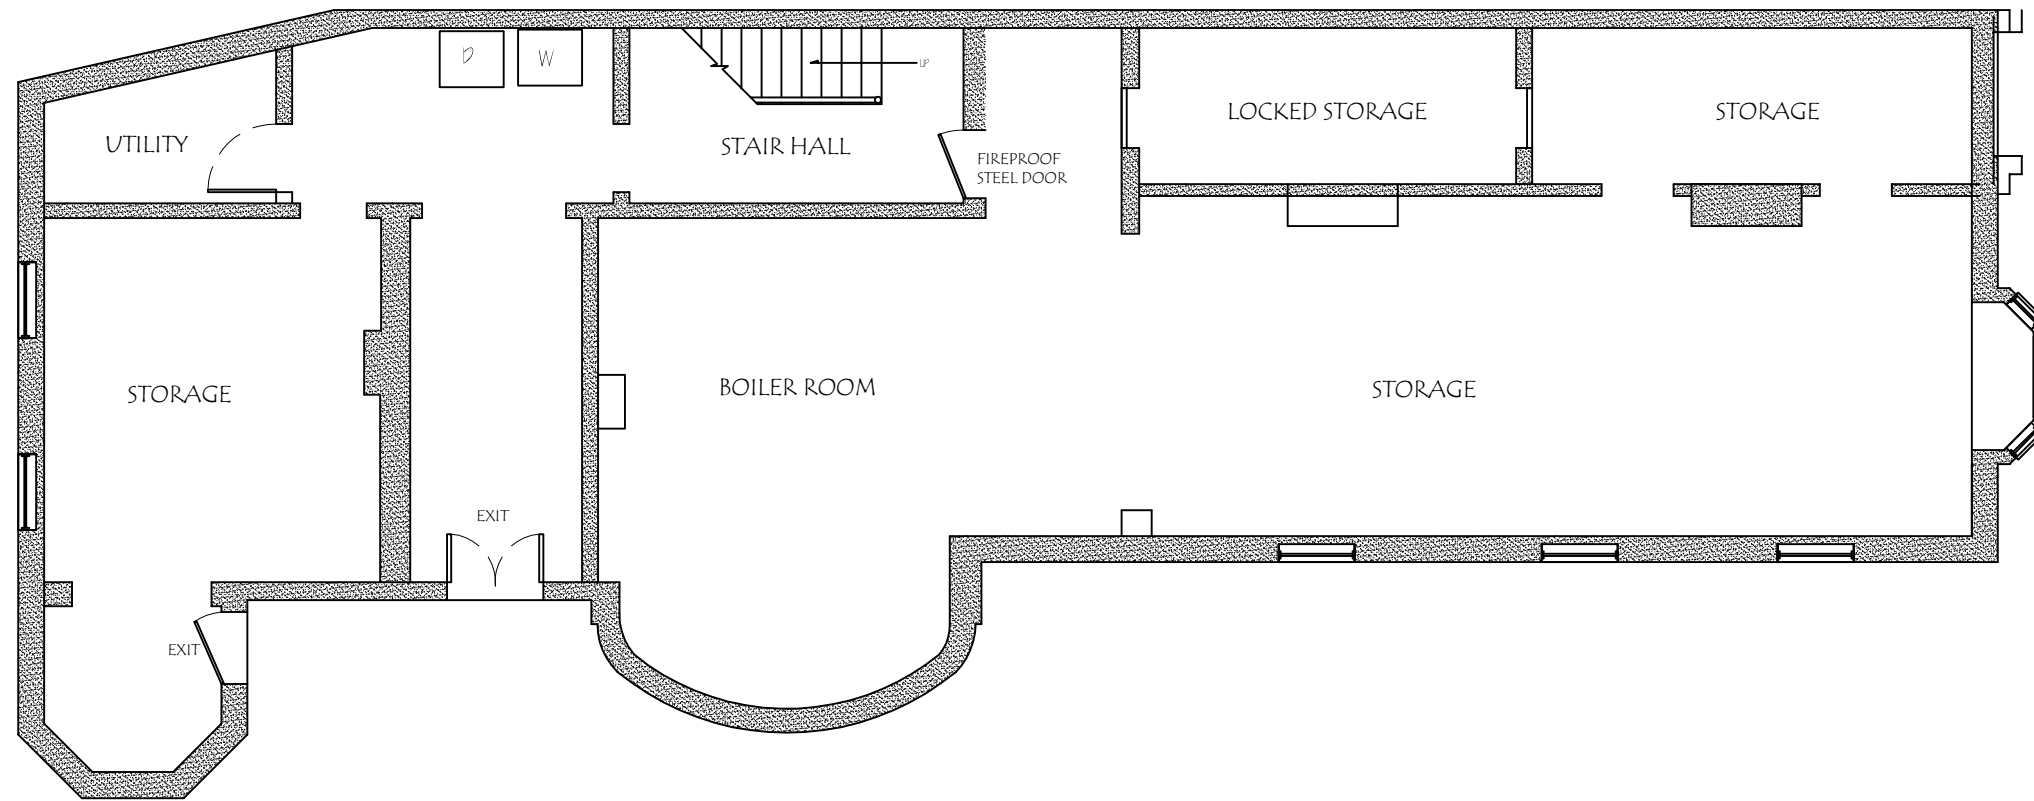 D
W
UP
LOCKED STORAGE
STORAGE
UTILITY
STAIR HALL
FIREPROOF
STEEL DOOR
STORAGE
BOILER ROOM
STORAGE
EXIT
EXIT